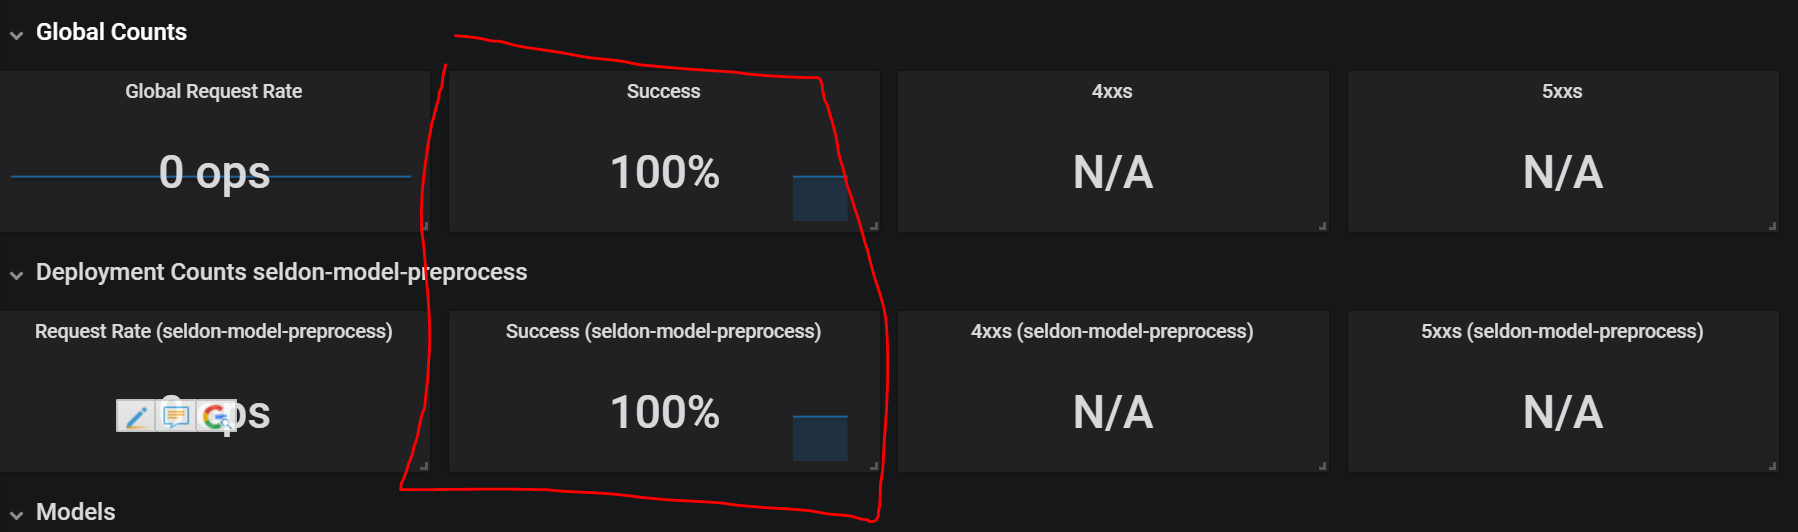 Global Counts
Global Request Rate
Success
4xxs
5xxs
0 ops
100%
N/A
N/A
Deployment Counts seldon-model-preprocess
Request Rate (seldon-model-preprocess)
Success (seldon-model-preprocess)
4xxs (seldon-model-preprocess)
5xxs (seldon-model-preprocess)
100%
N/A
N/A
Models